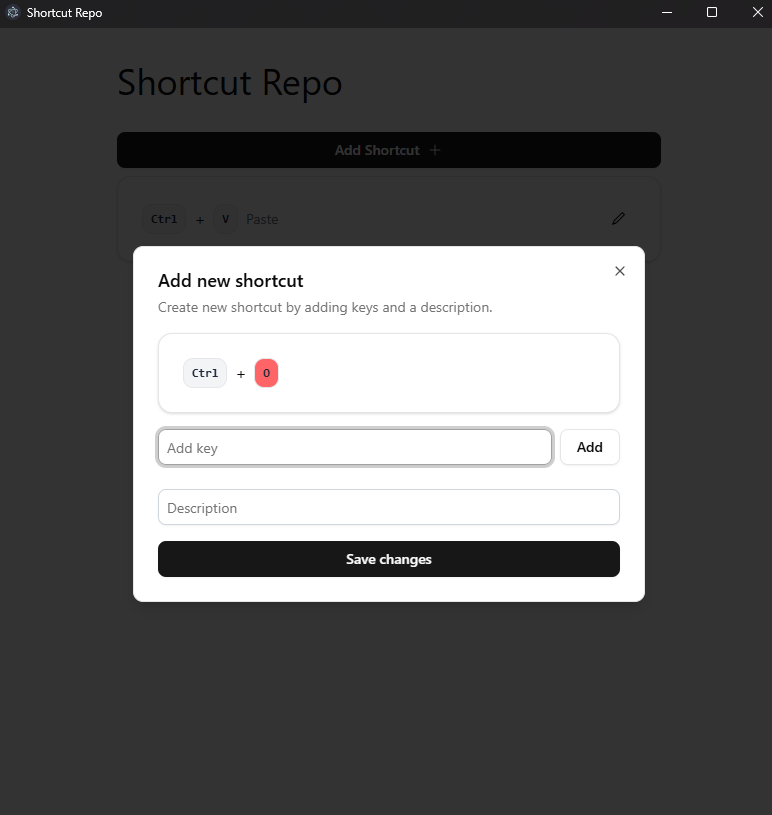 Shortcut Repo
Shortcut Repo
Add Shortcut +
Ctrl + V Paste
Add new shortcut
Create new shortcut by adding keys and a description.
Ctrl + O
Add key Add
Description
Save changes